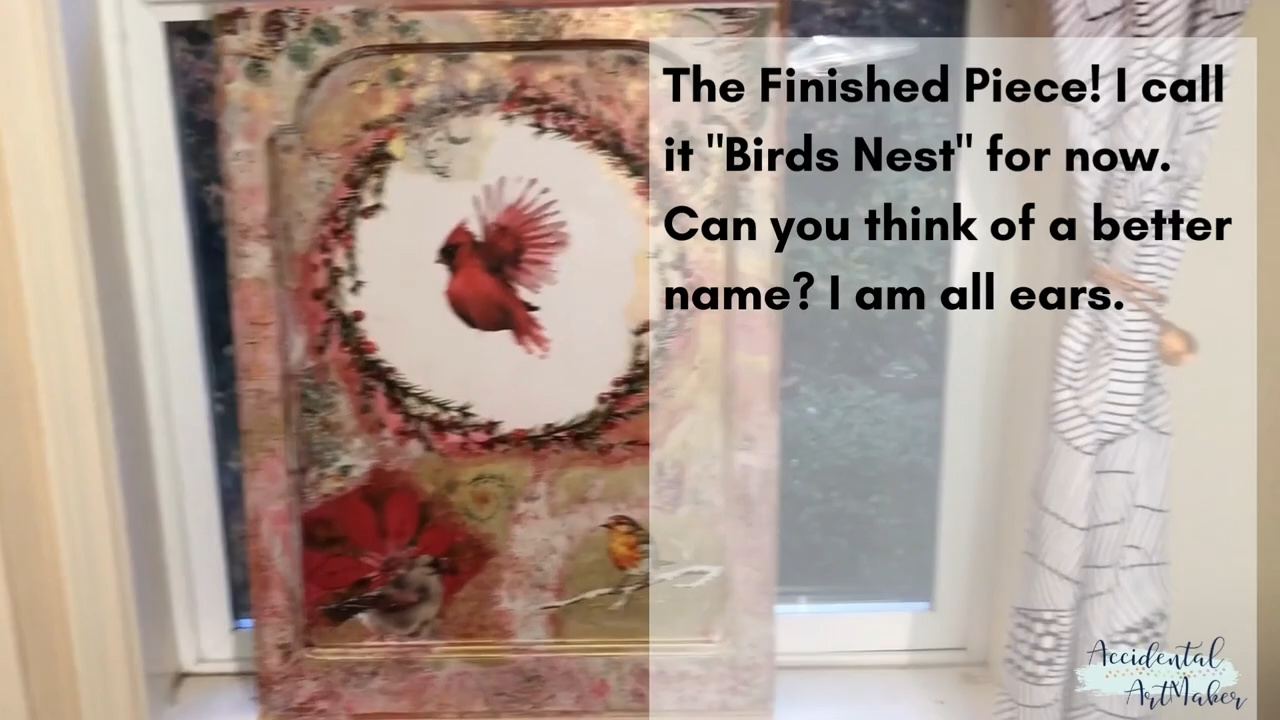 The Finished Piece! I call
it "Birds Nest" for now.
Can you think of a better
name? I am all ears.
Accidental
ArtMaker